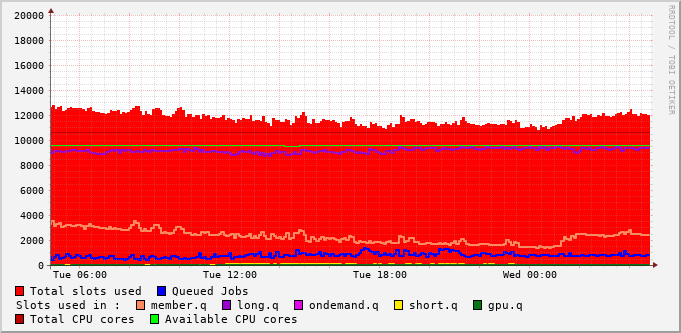 RRDTOOL / TOBI OETIKER
20000
18000
16000
14000
12000
10000
8000
6000
4000
2000
0
Tue 06:00 Tue 12:00 Tue 18:00 Wed 00:00
Total slots used Queued Jobs
Slots used in : member.q long.q ondemand.q short.q gpu.q
Total CPU cores Available CPU cores